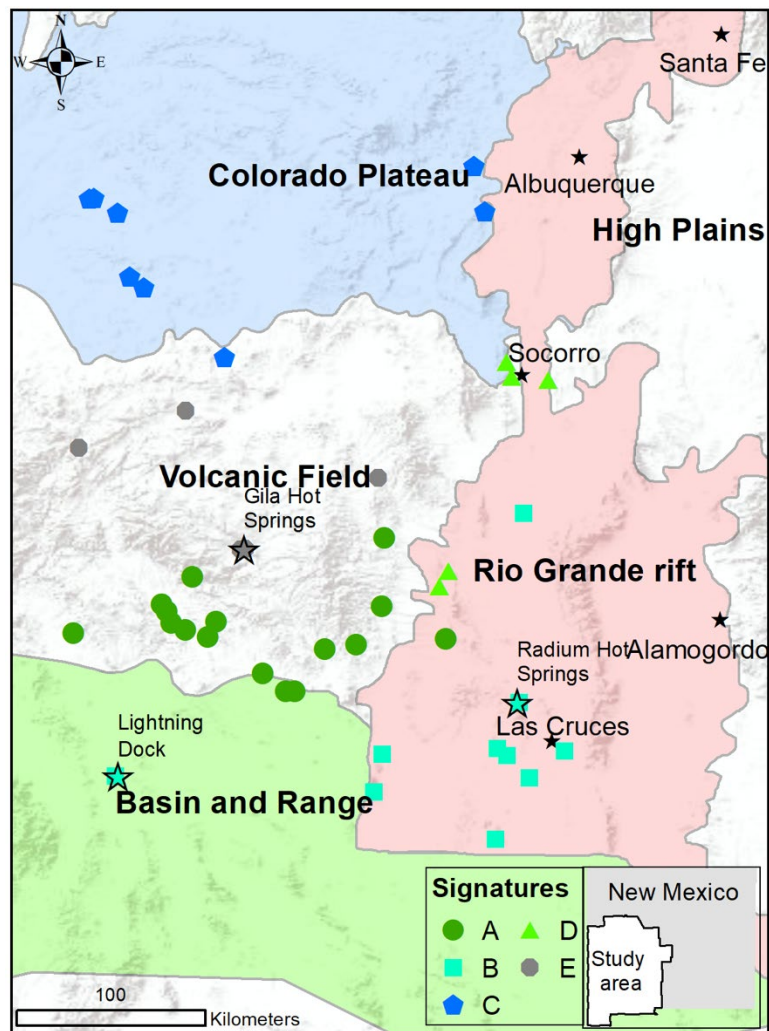 N
W
E
S
Santa Fe
Colorado Plateau
Albuquerque
High Plains
Socorro
Volcanic Field
Gila Hot
Springs
Rio Grande rift
Radium Hot
Springs
Alamogordo
Las Cruces
Lightning
Dock
Basin and Range
Signatures
A
D
B
E
C
New Mexico
Study
area
100
Kilometers